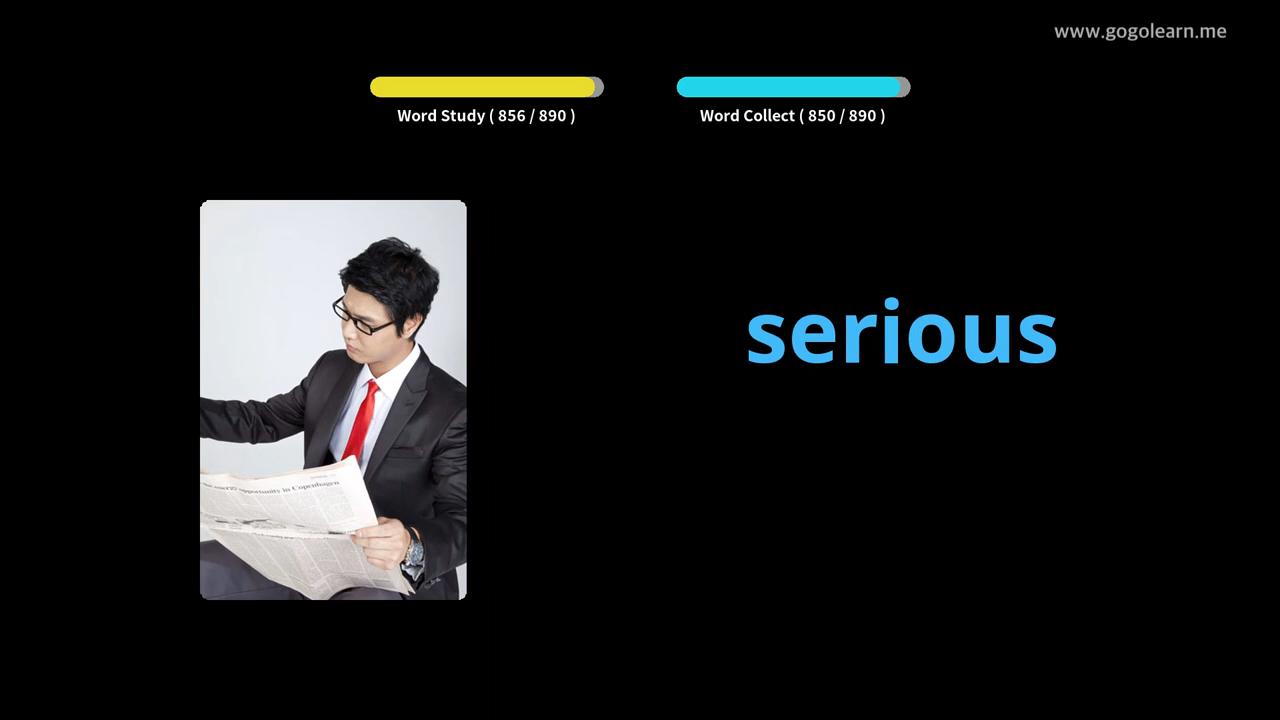 www.gogolearn.me
Word Study ( 856 / 890 )
Word Collect ( 850 / 890 )
serious
opportunity in Copenhagen